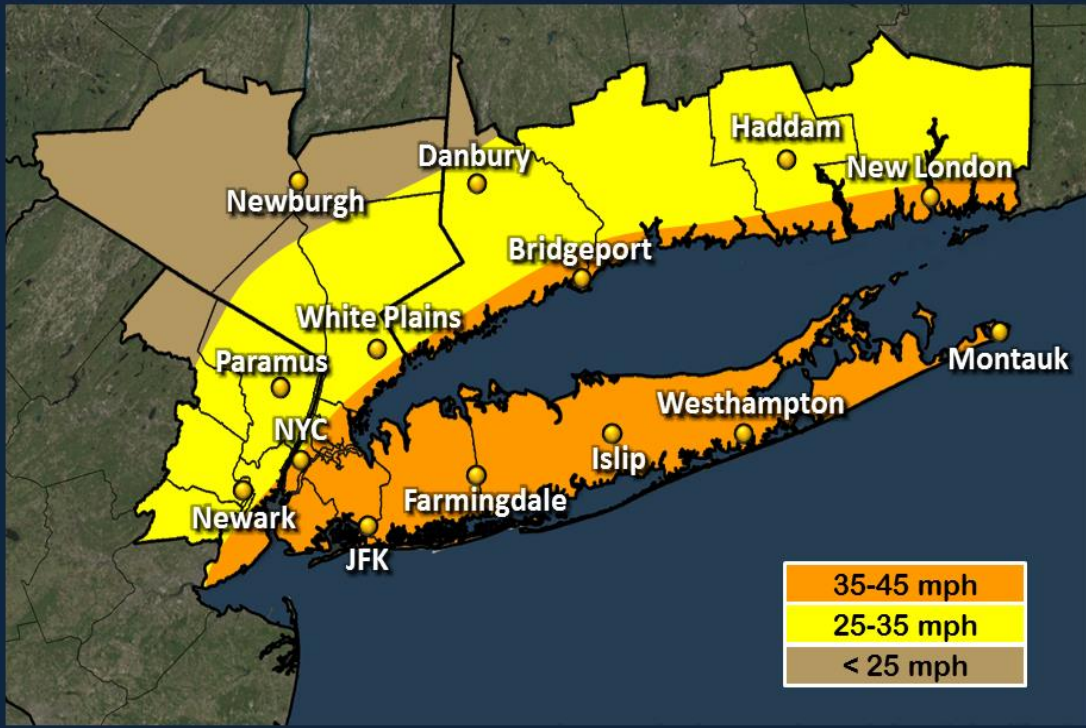 Haddam
Danbury
New London
Newburgh
Bridgeport
White Plains
Montauk
Paramus
Westhampton
NYC
Islip
Farmingdale
Newark
JFK
35-45 mph
25-35 mph
< 25 mph